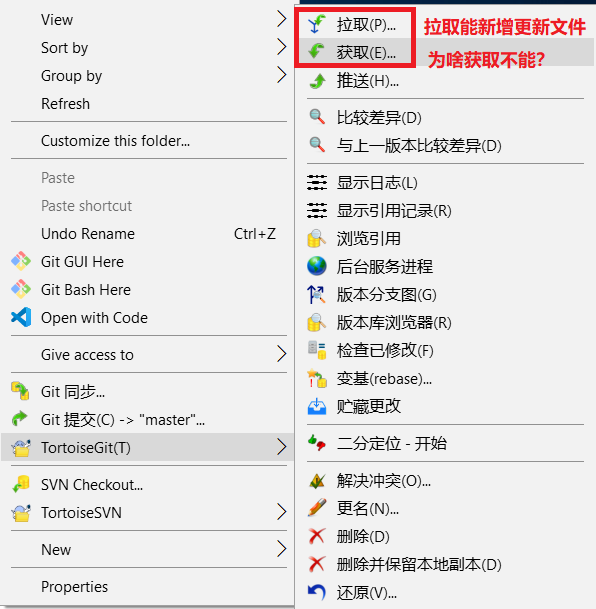 View
Sort by
Group by
Refresh
Customize this folder...
Paste
Paste shortcut
Undo Rename Ctrl+Z
Git GUI Here
Git Bash Here
Open with Code
Give access to
Git 同步...
Git 提交(C) -> "master"...
TortoiseGit(T)
SVN Checkout...
TortoiseSVN
New
Properties
拉取(P)...
获取(E)...
推送(H)...
比较差异(D)
与上一版本比较差异(D)
显示日志(L)
显示引用记录(R)
浏览引用
后台服务进程
版本分支图(G)
版本库浏览器(R)
检查已修改(F)
变基(rebase)...
贮藏更改
二分定位 - 开始
解决冲突(O)...
更名(N)...
删除(D)
删除并保留本地副本(D)
还原(V)...
拉取能新增更新文件
为啥获取不能?